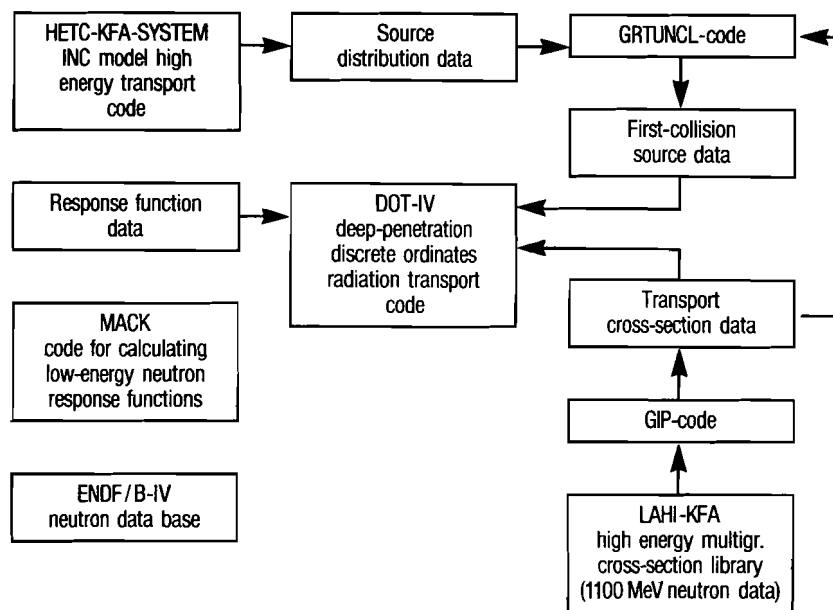 HETC-KFA-SYSTEM
INC model high
energy transport
code
Source
distribution data
GRTUNCL-code
First-collision
source data
Response function
data
DOT-IV
deep-penetration
discrete ordinates
radiation transport
code
Transport
cross-section data
MACK
code for calculating
low-energy neutron
response functions
GIP-code
ENDF/B-IV
neutron data base
LAHI-KFA
high energy multigr.
cross-section library
(1100 MeV neutron data)